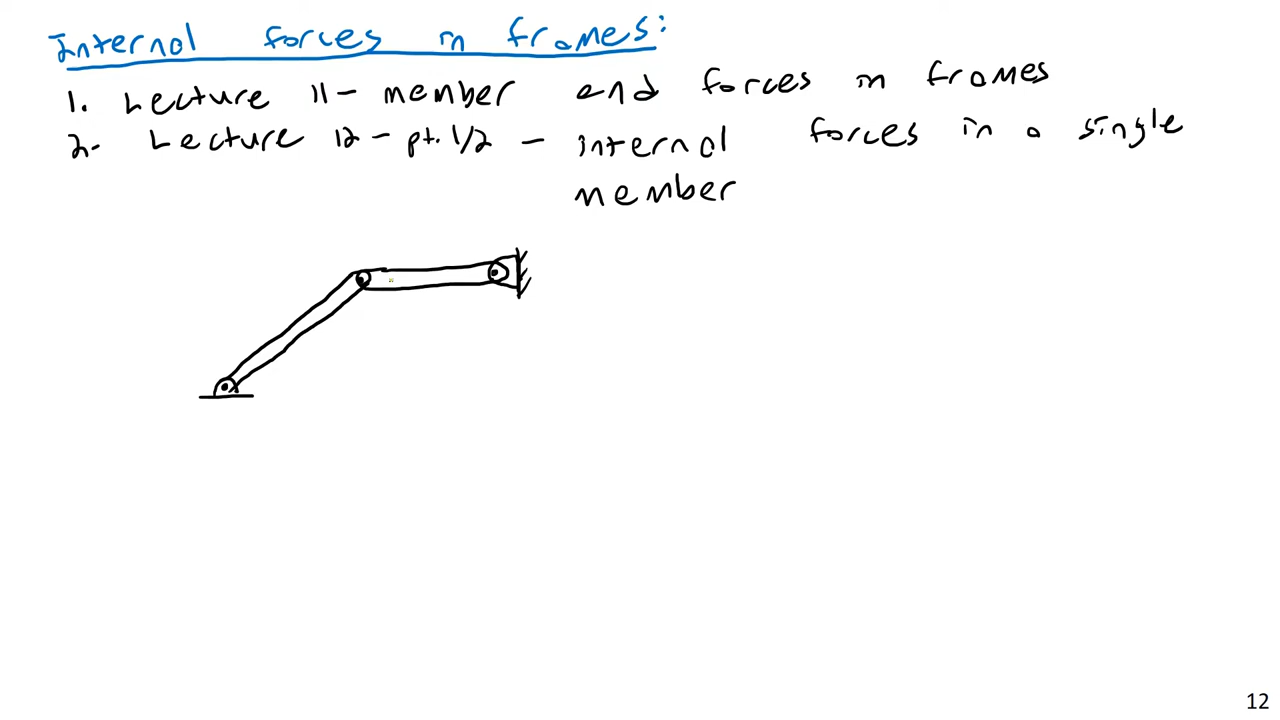 Internal forces in frames:
1. Lecture 11 - member end forces in frames
2. Lecture 12 - pt. 1/2 - internal forces in a single
member
12